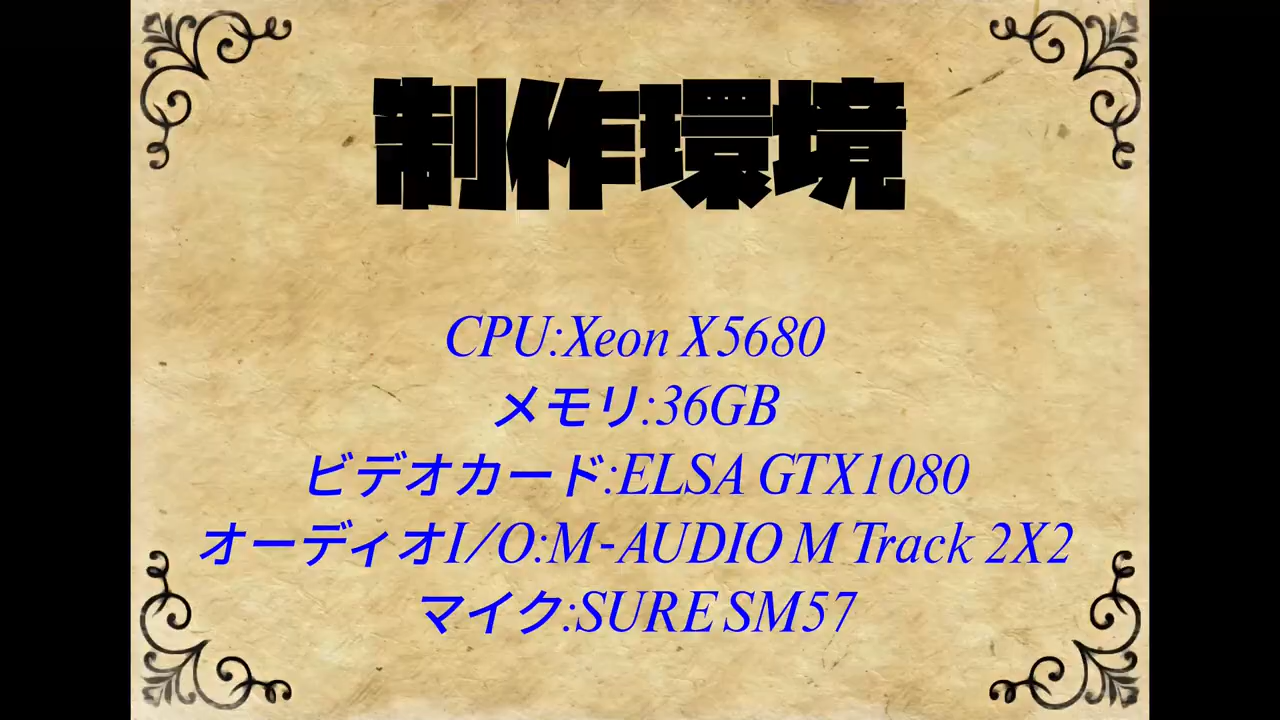 制作環境
CPU:Xeon X5680
メモリ:36GB
ビデオカード:ELSA GTX1080
オーディオI/O:M-AUDIO M Track 2X2
マイク:SURE SM57